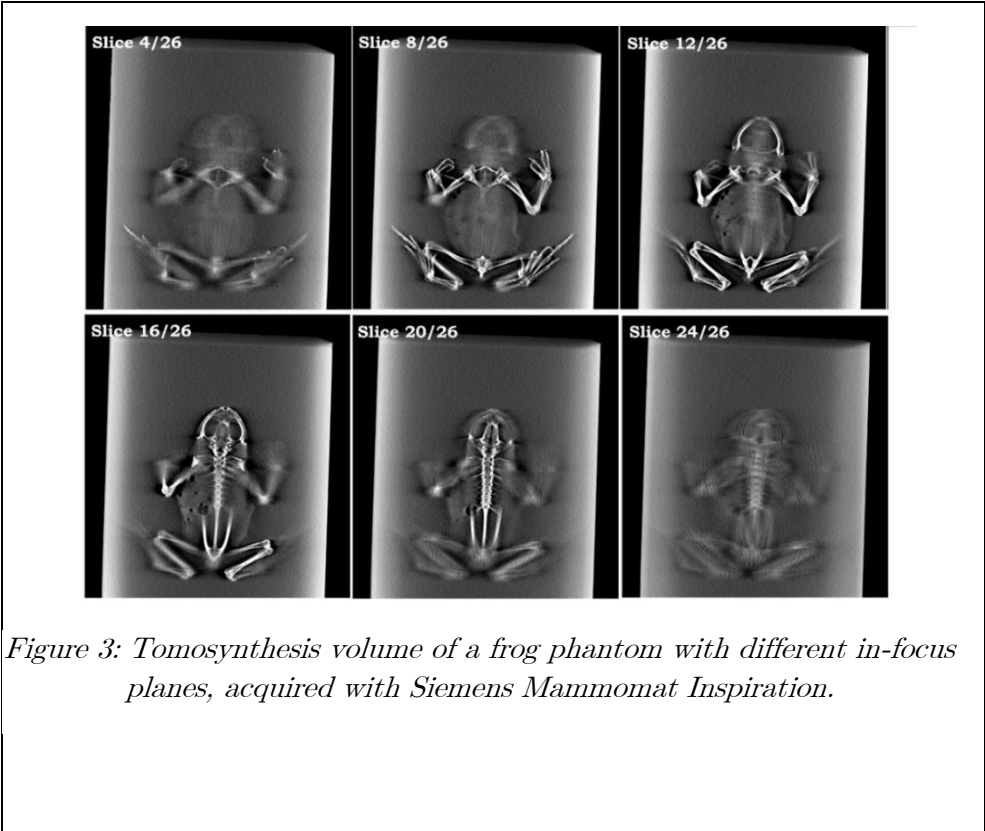 Slice 4/26
Slice 8/26
Slice 12/26
Slice 16/26
Slice 20/26
Slice 24/26
Figure 3: Tomosynthesis volume of a frog phantom with different in-focus
planes, acquired with Siemens Mammomat Inspiration.